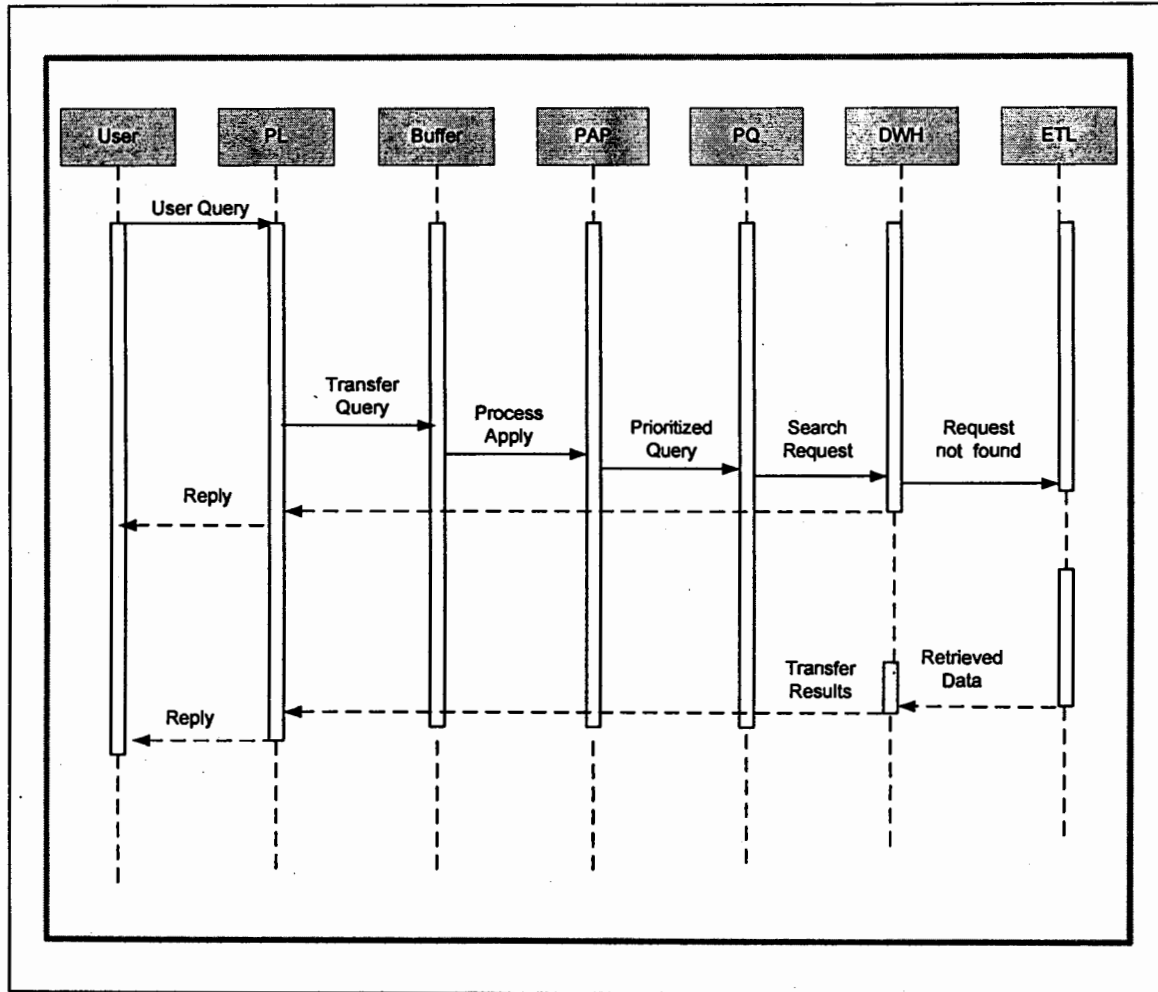 User PL Buffer PAP PQ DWH ETL
User Query
Transfer
Query
Process
Apply
Prioritized
Query
Search
Request
Request
not found
Reply
Transfer
Results
Retrieved
Data
Reply